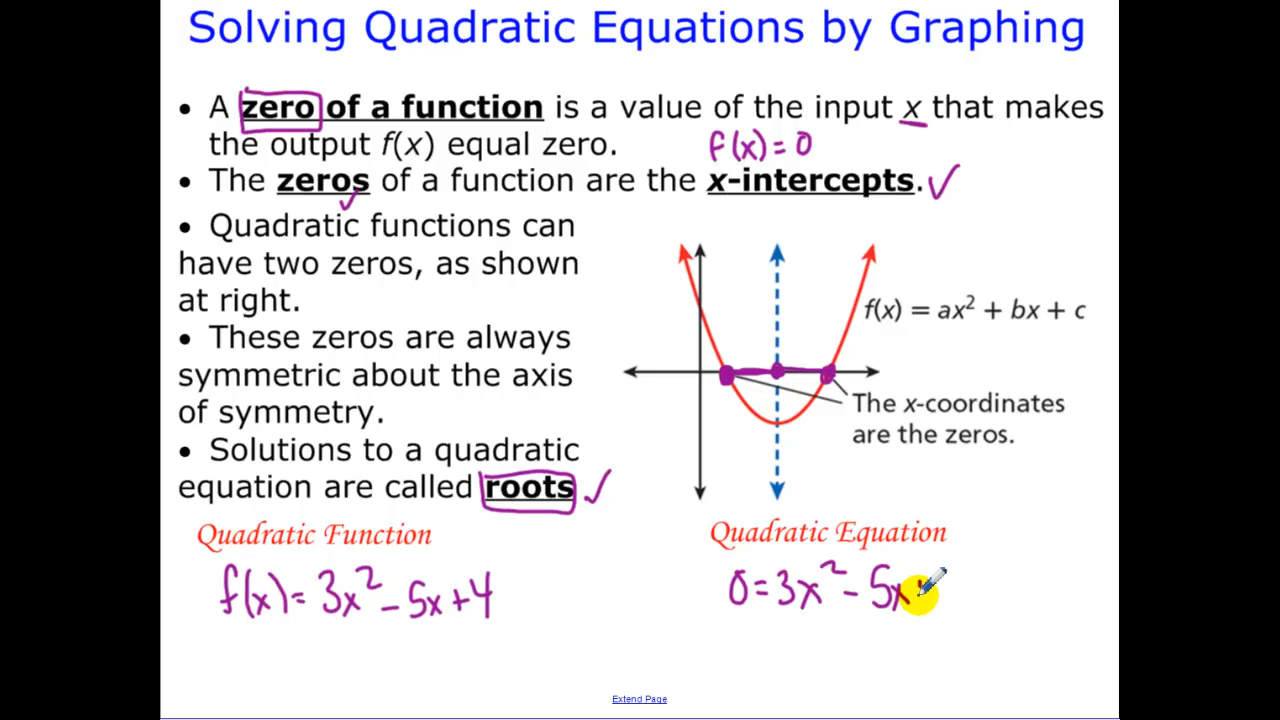 Solving Quadratic Equations by Graphing
• A zero of a function is a value of the input x that makes
the output f(x) equal zero. f(x) = 0
• The zeros of a function are the x-intercepts.
• Quadratic functions can
have two zeros, as shown
at right.
• These zeros are always
symmetric about the axis
of symmetry.
• Solutions to a quadratic
equation are called roots
f(x) = ax² + bx + c
The x-coordinates
are the zeros.
Quadratic Function
f(x) = 3x² - 5x + 4
Quadratic Equation
0 = 3x² - 5x
Extend Page